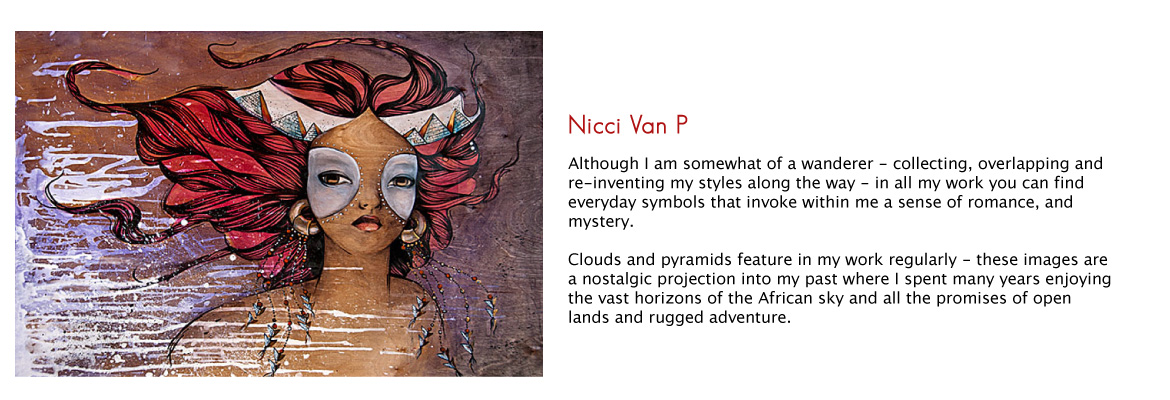 Nicci Van P
Although I am somewhat of a wanderer – collecting, overlapping and
re-inventing my styles along the way – in all my work you can find
everyday symbols that invoke within me a sense of romance, and
mystery.
Clouds and pyramids feature in my work regularly – these images are
a nostalgic projection into my past where I spent many years enjoying
the vast horizons of the African sky and all the promises of open
lands and rugged adventure.